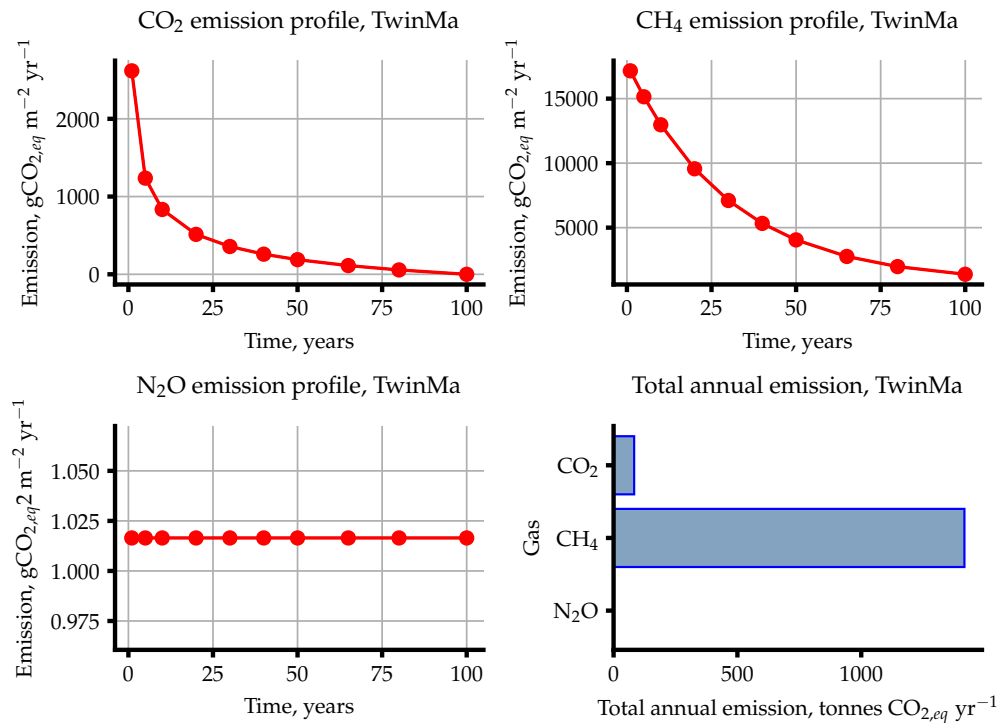 CO₂ emission profile, TwinMa
Emission, gCO₂,eq m⁻² yr⁻¹
2000
1000
0
0 25 50 75 100
Time, years
CH₄ emission profile, TwinMa
Emission, gCO₂,eq m⁻² yr⁻¹
15000
10000
5000
0 25 50 75 100
Time, years
N₂O emission profile, TwinMa
Emission, gCO₂,eq2 m⁻² yr⁻¹
1.050
1.025
1.000
0.975
0 25 50 75 100
Time, years
Total annual emission, TwinMa
Gas
CO₂
CH₄
N₂O
0 500 1000
Total annual emission, tonnes CO₂,eq yr⁻¹